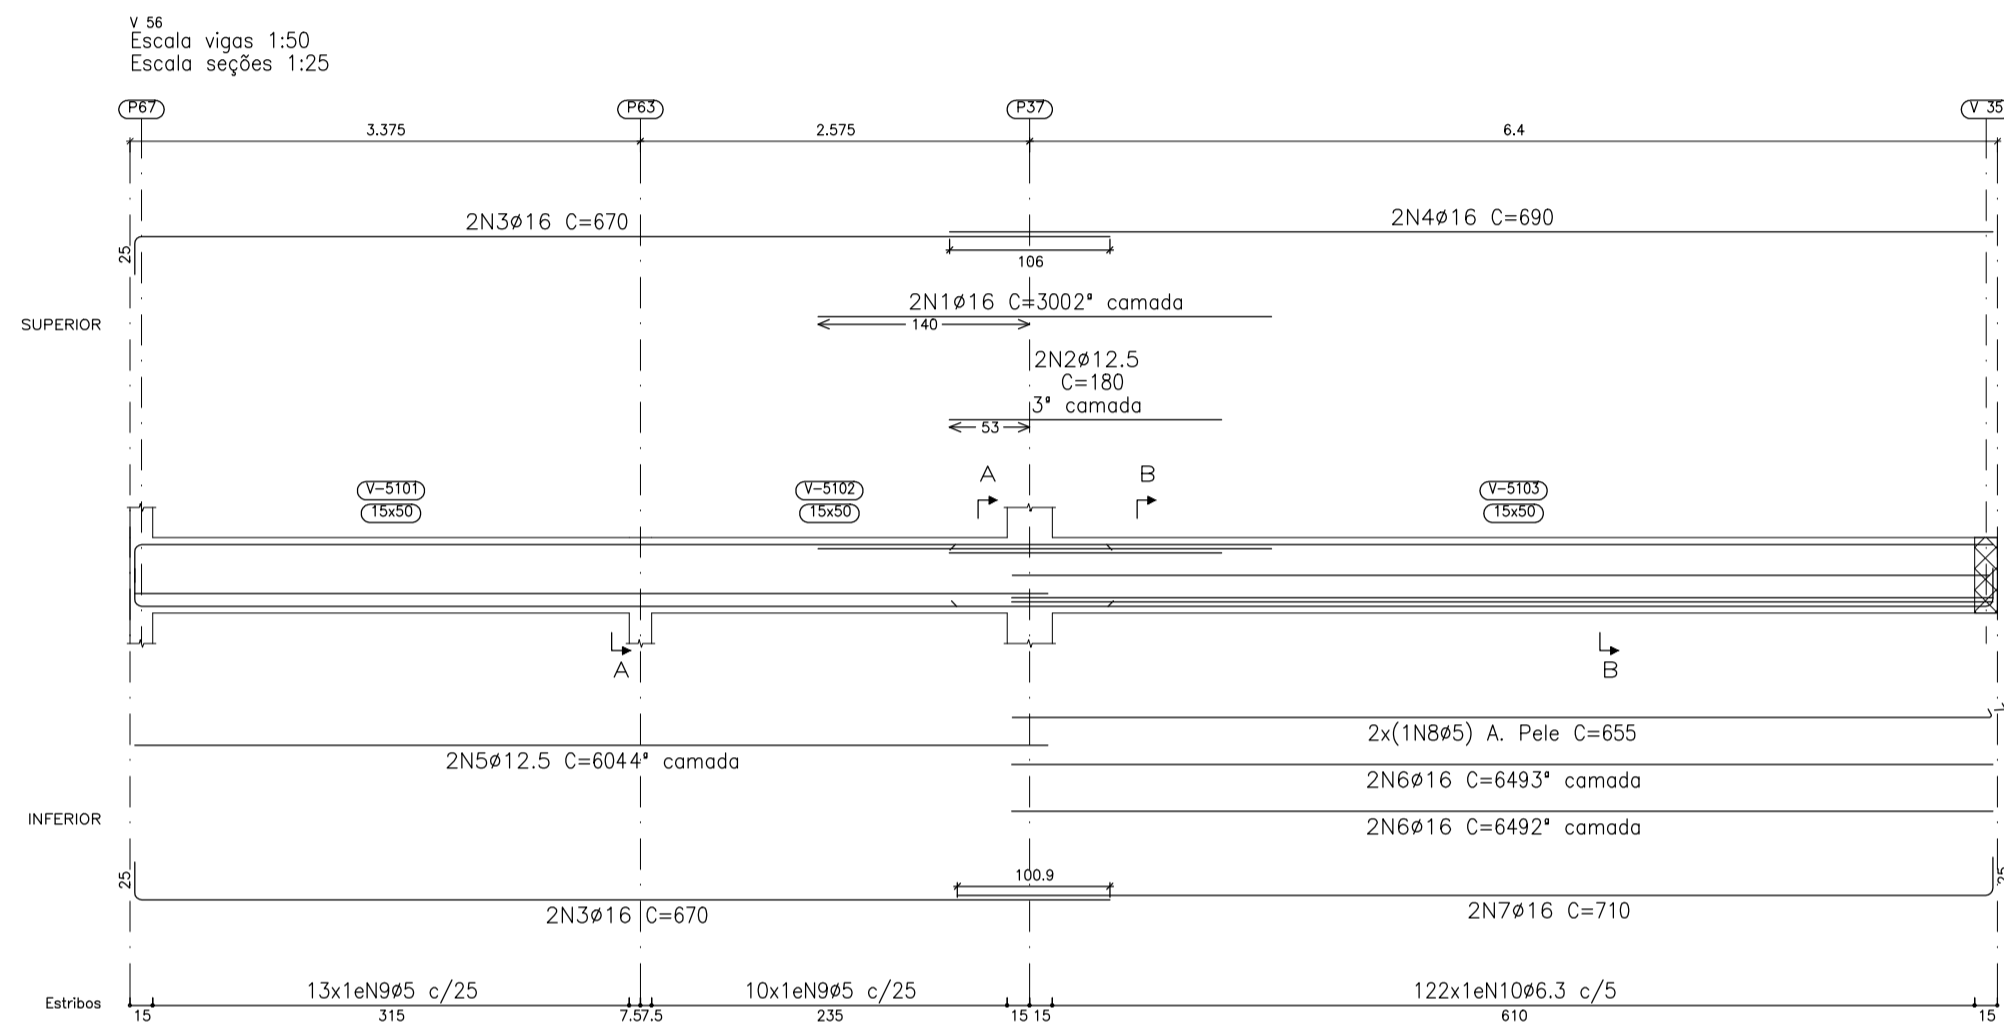 V 56
Escala vigas 1:50
Escala seções 1:25
P67 P63 P37 V 35
3.375 2.575 6.4
2N3ø16 C=670 2N4ø16 C=690
25
106
2N1ø16 C=3002ª camada
SUPERIOR 140
2N2ø12.5
C=180
3ª camada
53
A B
V-5101 V-5102 V-5103
15x50 15x50 15x50
A B
2x(1N8ø5) A. Pele C=655
2N5ø12.5 C=6044ª camada
2N6ø16 C=6493ª camada
INFERIOR
2N6ø16 C=6492ª camada
25 100.9 25
2N3ø16 C=670 2N7ø16 C=710
Estribos 13x1eN9ø5 c/25 10x1eN9ø5 c/25 122x1eN10ø6.3 c/5
15 315 7.57.5 235 15 15 610 15